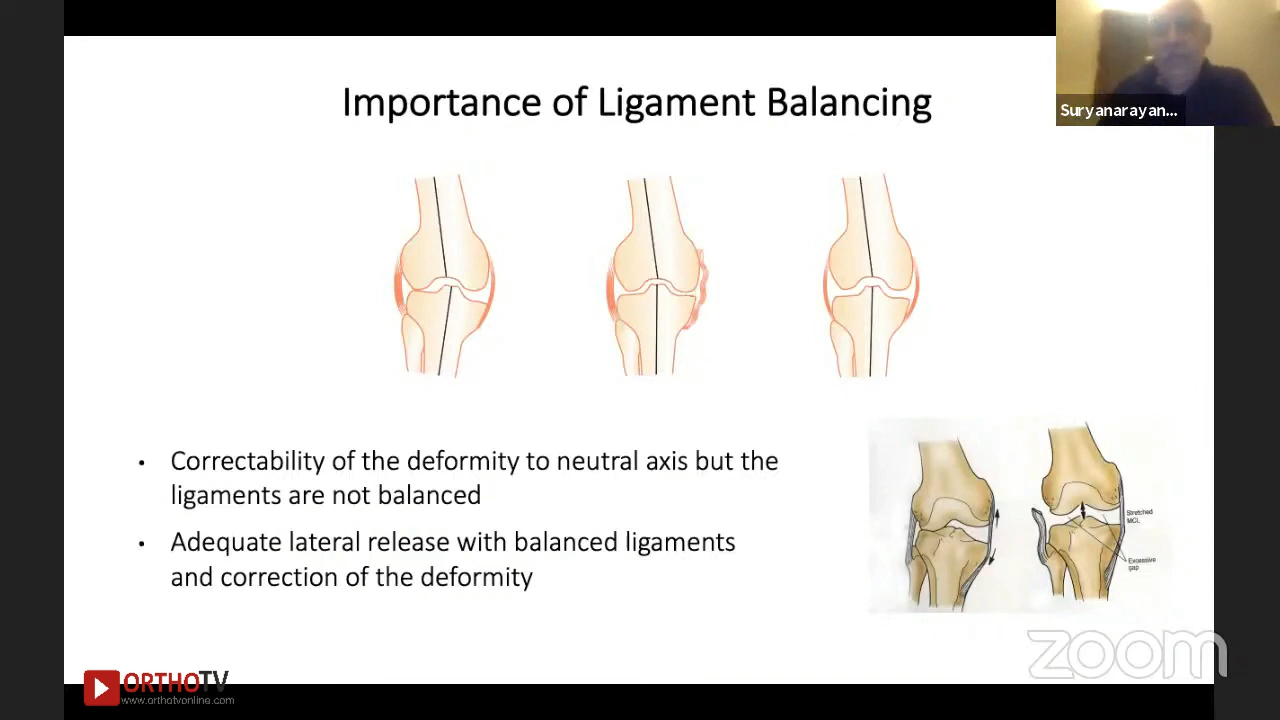 Importance of Ligament Balancing
Suryanarayan...
• Correctability of the deformity to neutral axis but the
ligaments are not balanced
• Adequate lateral release with balanced ligaments
and correction of the deformity
Stretched
MCL
Excessive
gap
zoom
ORTHOTV
www.orthotvonline.com